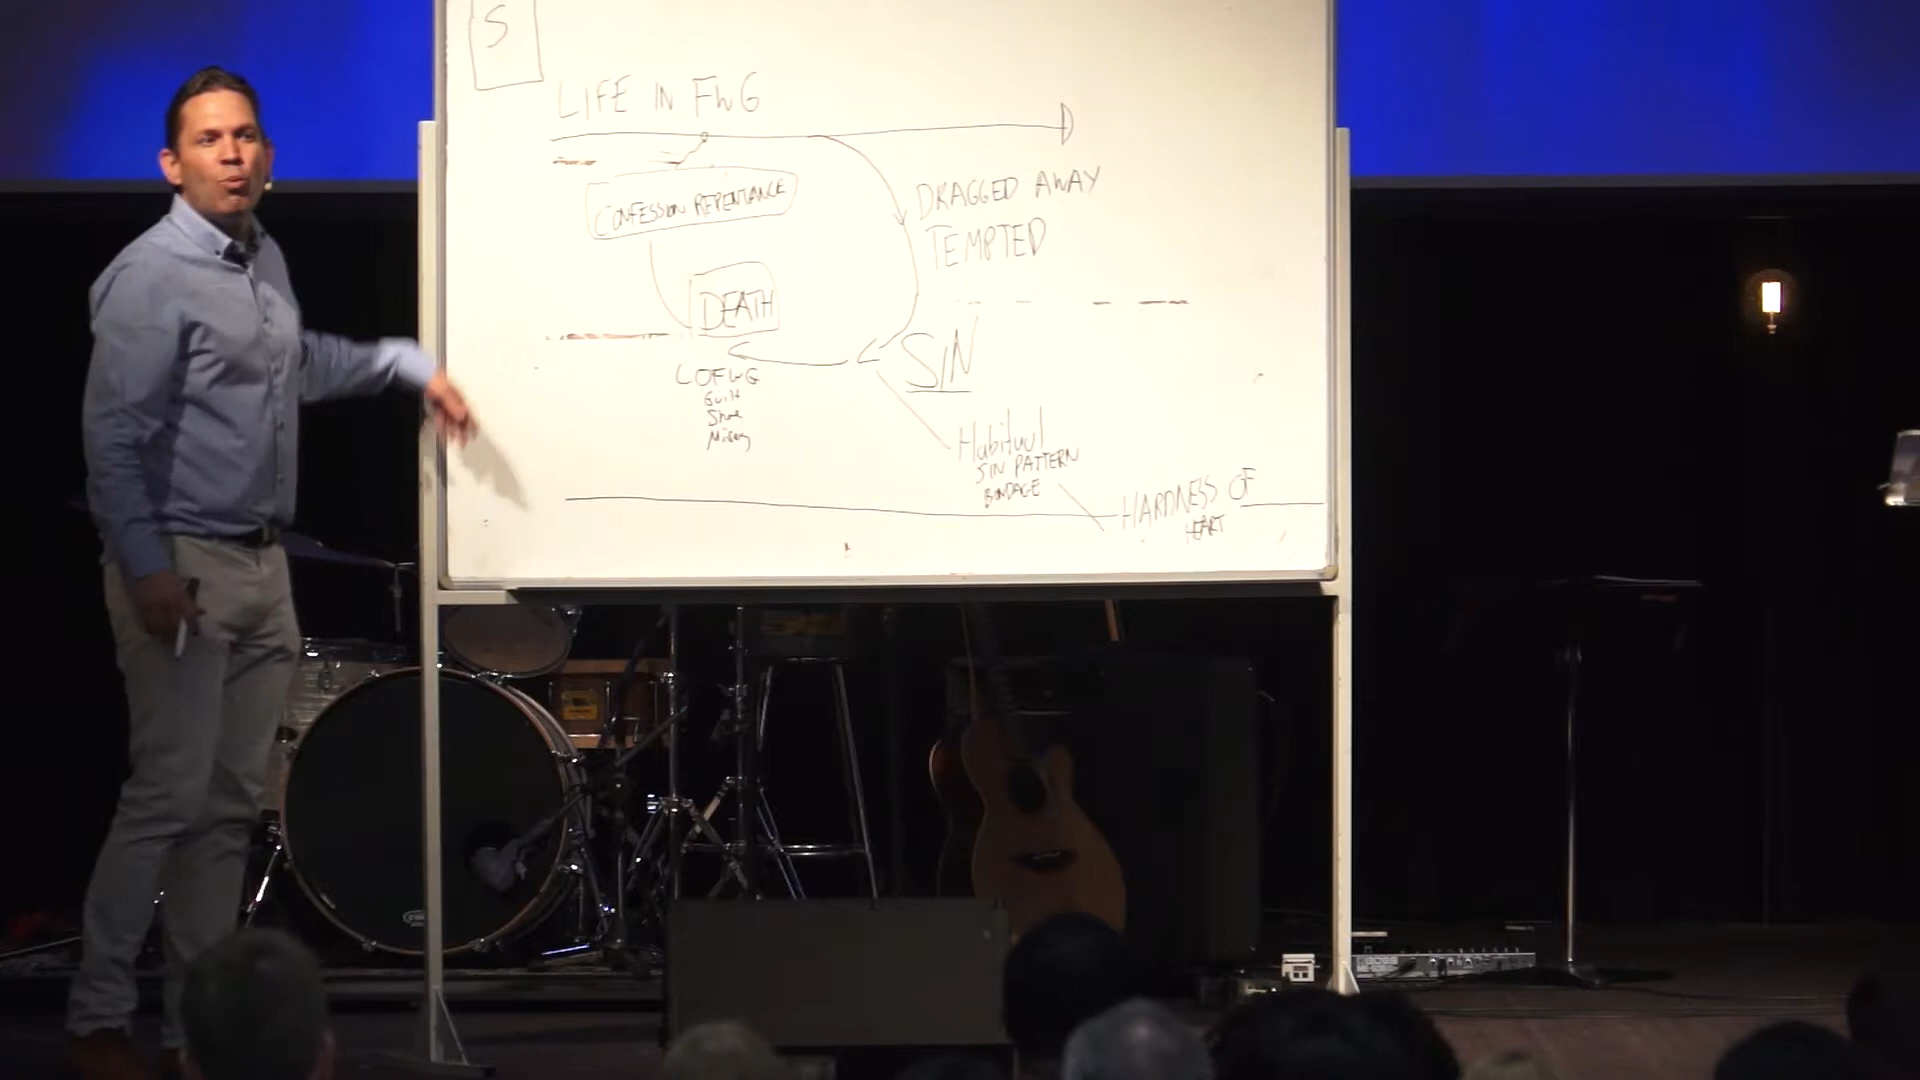 S
LIFE IN FWG
CONFESSION REPENTANCE
DRAGGED AWAY
TEMPTED
DEATH
SIN
LOFWG
Guilt
Habitual
SIN PATTERN
BONDAGE
HARDNESS OF
HEART
BOSS